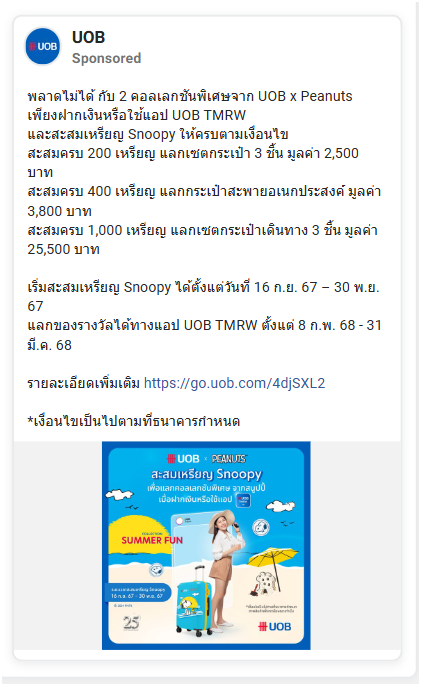 UOB
UOB
Sponsored
พลาดไม่ได้ กับ 2 คอลเลกชันพิเศษจาก UOB x Peanuts
เพียงฝากเงินหรือใช้แอป UOB TMRW
และสะสมเหรียญ Snoopy ให้ครบตามเงื่อนไข
สะสมครบ 200 เหรียญ แลกเซตกระเป๋า 3 ชิ้น มูลค่า 2,500
บาท
สะสมครบ 400 เหรียญ แลกกระเป๋าสะพายอเนกประสงค์ มูลค่า
3,800 บาท
สะสมครบ 1,000 เหรียญ แลกเซตกระเป๋าเดินทาง 3 ชิ้น มูลค่า
25,500 บาท
เริ่มสะสมเหรียญ Snoopy ได้ตั้งแต่วันที่ 16 ก.ย. 67 – 30 พ.ย.
67
แลกของรางวัลได้ทางแอป UOB TMRW ตั้งแต่ 8 ก.พ. 68 - 31
มี.ค. 68
รายละเอียดเพิ่มเติม https://go.uob.com/4djSXL2
*เงื่อนไขเป็นไปตามที่ธนาคารกำหนด
UOB x PEANUTS
สะสมเหรียญ Snoopy
เพื่อแลกคอลเลกชันพิเศษ จากสนูปปี้
เมื่อฝากเงินหรือใช้แอป
SUMMER FUN
16 ก.ย. 67 - 30 พ.ย. 67
25
UOB